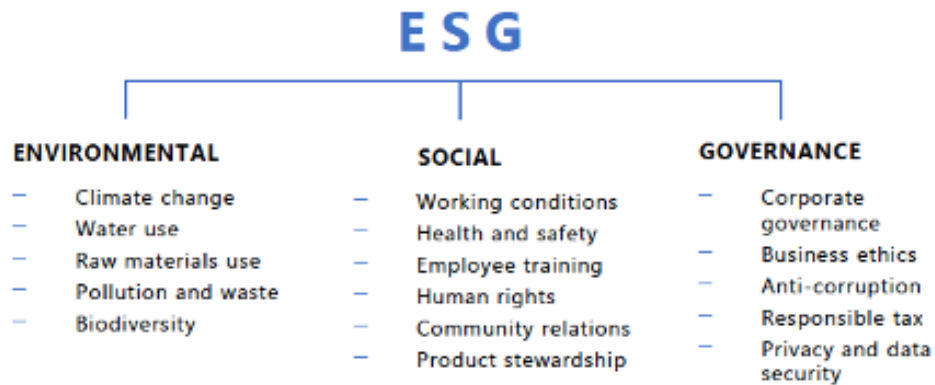 E S G
ENVIRONMENTAL
– Climate change
– Water use
– Raw materials use
– Pollution and waste
– Biodiversity
SOCIAL
– Working conditions
– Health and safety
– Employee training
– Human rights
– Community relations
– Product stewardship
GOVERNANCE
– Corporate
governance
– Business ethics
– Anti-corruption
– Responsible tax
– Privacy and data
security